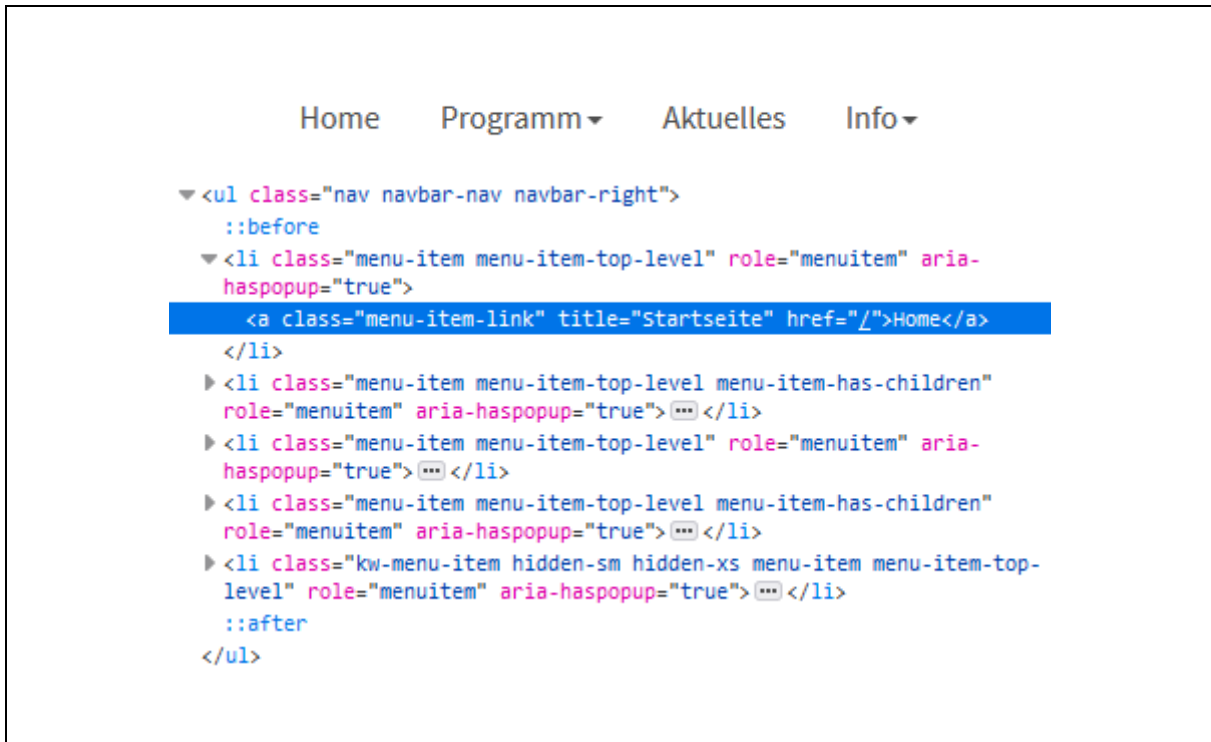 Home Programm Aktuelles Info
<ul class="nav navbar-nav navbar-right">
::before
<li class="menu-item menu-item-top-level" role="menuitem" aria-
haspopup="true">
<a class="menu-item-link" title="Startseite" href="/">Home</a>
</li>
<li class="menu-item menu-item-top-level menu-item-has-children"
role="menuitem" aria-haspopup="true"> ••• </li>
<li class="menu-item menu-item-top-level" role="menuitem" aria-
haspopup="true"> ••• </li>
<li class="menu-item menu-item-top-level menu-item-has-children"
role="menuitem" aria-haspopup="true"> ••• </li>
<li class="kw-menu-item hidden-sm hidden-xs menu-item menu-item-top-
level" role="menuitem" aria-haspopup="true"> ••• </li>
::after
</ul>